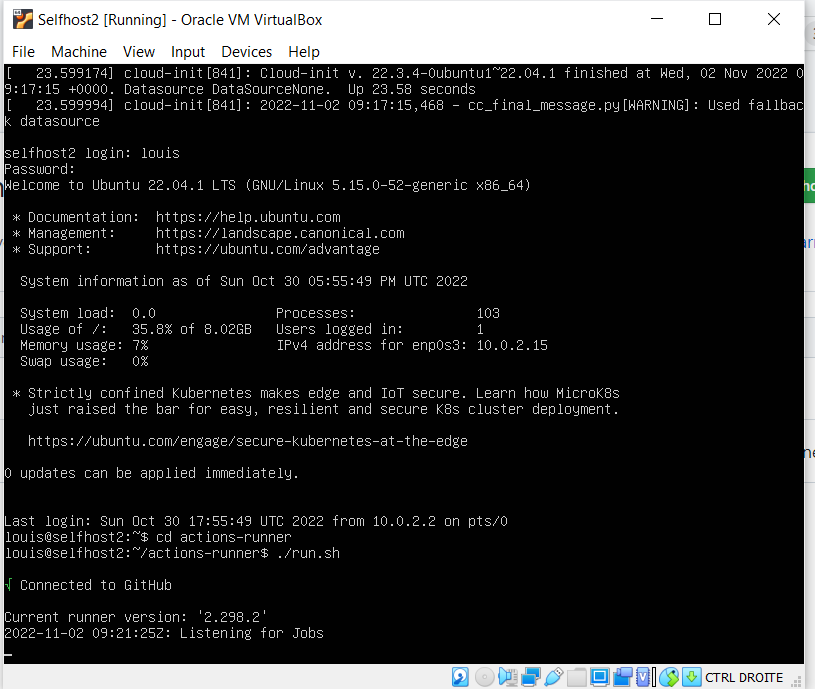 Selfhost2 [Running] - Oracle VM VirtualBox
File Machine View Input Devices Help
[   23.599174] cloud-init[841]: Cloud-init v. 22.3.4-0ubuntu1~22.04.1 finished at Wed, 02 Nov 2022 0
9:17:15 +0000. Datasource DataSourceNone.  Up 23.58 seconds
[   23.599994] cloud-init[841]: 2022-11-02 09:17:15,468 - cc_final_message.py[WARNING]: Used fallbac
k datasource
selfhost2 login: louis
Password:
Welcome to Ubuntu 22.04.1 LTS (GNU/Linux 5.15.0-52-generic x86_64)
* Documentation:  https://help.ubuntu.com
* Management:     https://landscape.canonical.com
* Support:        https://ubuntu.com/advantage
System information as of Sun Oct 30 05:55:49 PM UTC 2022
System load:  0.0               Processes:               103
Usage of /:   35.8% of 8.02GB   Users logged in:         1
Memory usage: 7%                IPv4 address for enp0s3: 10.0.2.15
Swap usage:   0%
* Strictly confined Kubernetes makes edge and IoT secure. Learn how MicroK8s
just raised the bar for easy, resilient and secure K8s cluster deployment.
https://ubuntu.com/engage/secure-kubernetes-at-the-edge
0 updates can be applied immediately.
Last login: Sun Oct 30 17:55:49 UTC 2022 from 10.0.2.2 on pts/0
louis@selfhost2:~$ cd actions-runner
louis@selfhost2:~/actions-runner$ ./run.sh
√ Connected to GitHub
Current runner version: '2.298.2'
2022-11-02 09:21:25Z: Listening for Jobs
CTRL DROITE